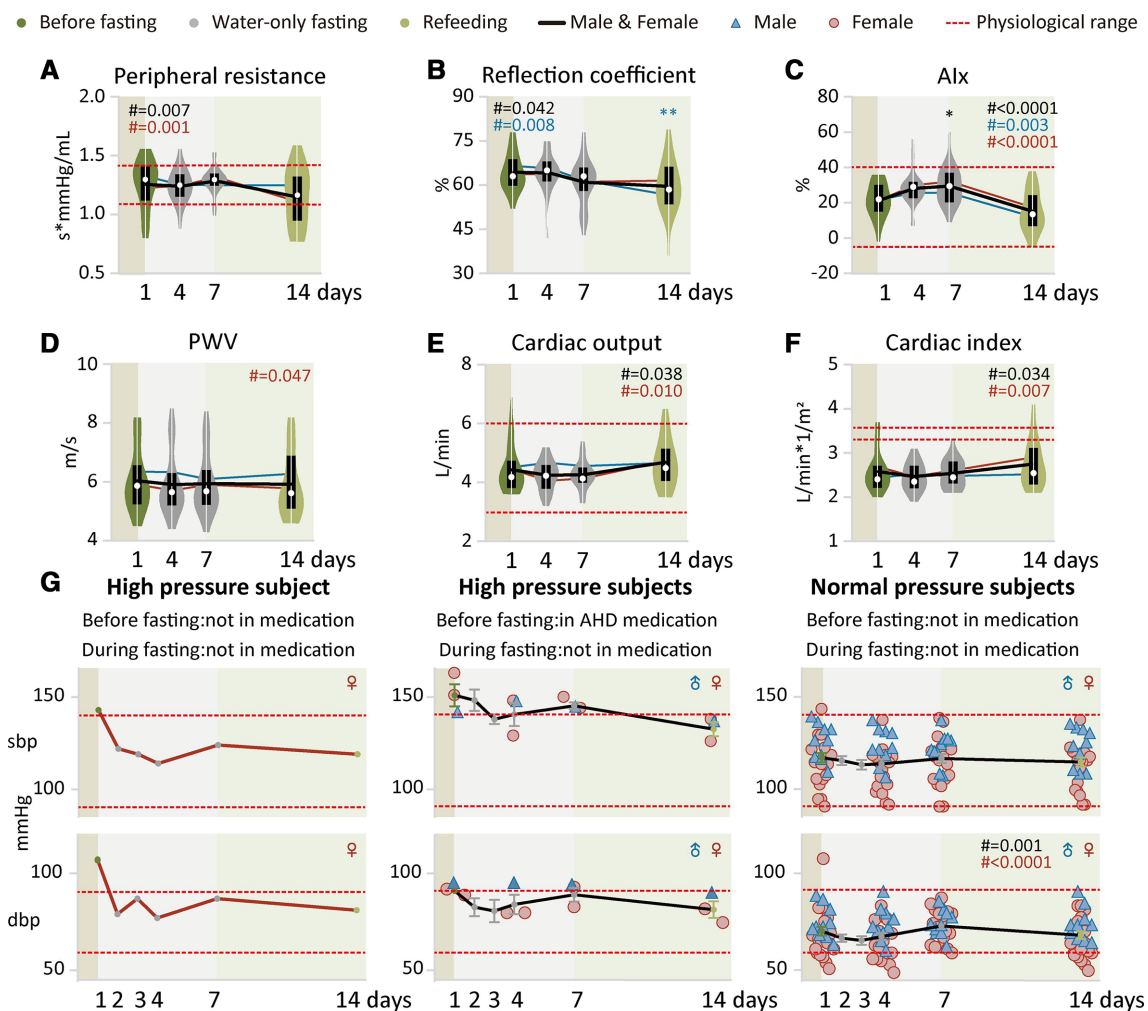 Before fasting Water-only fasting Refeeding Male & Female Male Female Physiological range
A Peripheral resistance
2.0
1.5
1.0
0.5
s*mmHg/mL
#=0.007
#=0.001
1 4 7 14 days
B Reflection coefficient
90
75
60
45
30
%
#=0.042
#=0.008
**
1 4 7 14 days
C AIx
80
60
40
20
0
-20
%
*
#<0.0001
#=0.003
#<0.0001
1 4 7 14 days
D PWV
10
8
6
4
m/s
#=0.047
1 4 7 14 days
E Cardiac output
8
6
4
2
L/min
#=0.038
#=0.010
1 4 7 14 days
F Cardiac index
5
4
3
2
1
L/min*1/m²
#=0.034
#=0.007
1 4 7 14 days
G High pressure subject
Before fasting:not in medication
During fasting:not in medication
♀
150
sbp
100
mmHg
♀
100
dbp
50
1 2 3 4 7 14 days
High pressure subjects
Before fasting:in AHD medication
During fasting:not in medication
♂ ♀
150
100
♂ ♀
100
50
1 2 3 4 7 14 days
Normal pressure subjects
Before fasting:not in medication
During fasting:not in medication
♂ ♀
150
100
#=0.001
#<0.0001
♂ ♀
100
50
1 2 3 4 7 14 days